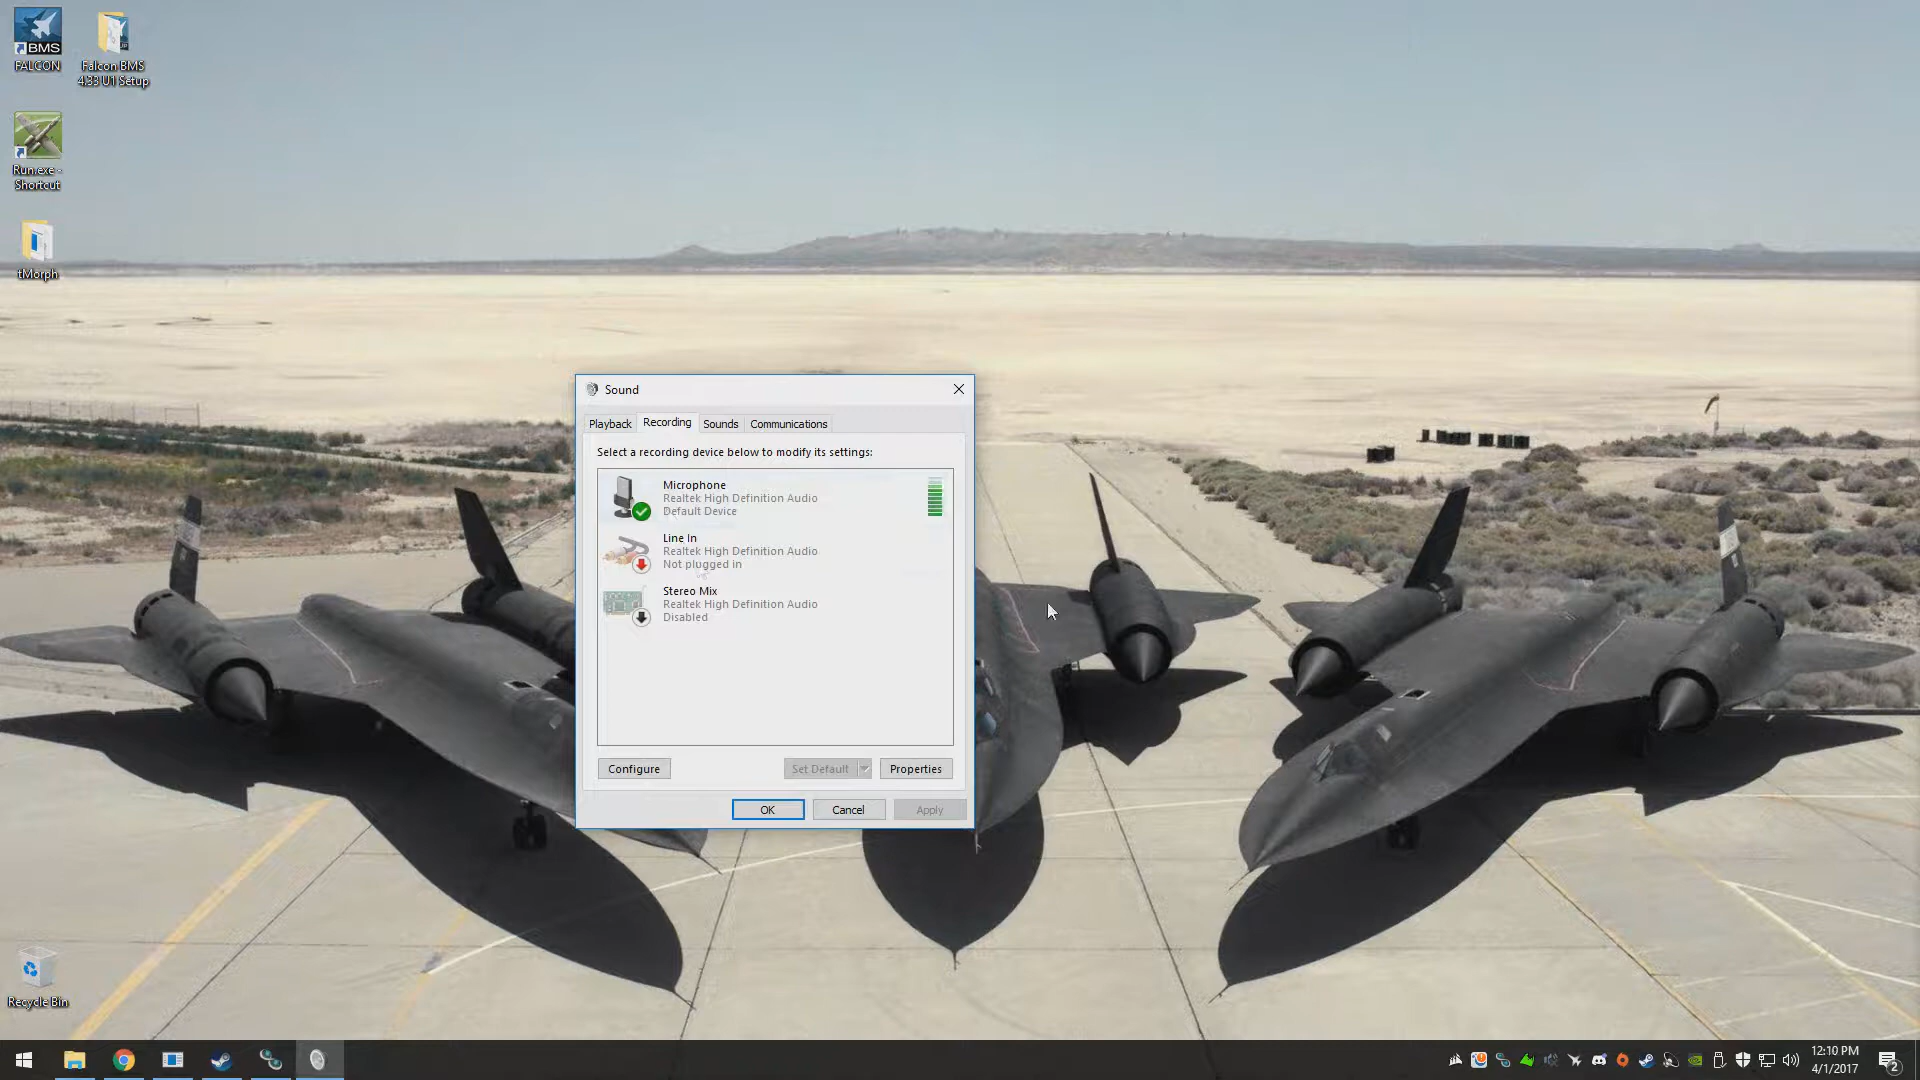 BMS
FALCON
Falcon BMS
4.33 U1 Setup
Run.exe -
Shortcut
tMorph
Sound
Playback
Recording
Sounds
Communications
Select a recording device below to modify its settings:
Microphone
Realtek High Definition Audio
Default Device
Line In
Realtek High Definition Audio
Not plugged in
Stereo Mix
Realtek High Definition Audio
Disabled
Configure
Set Default
Properties
OK
Cancel
Apply
Recycle Bin
12:10 PM
4/1/2017
2